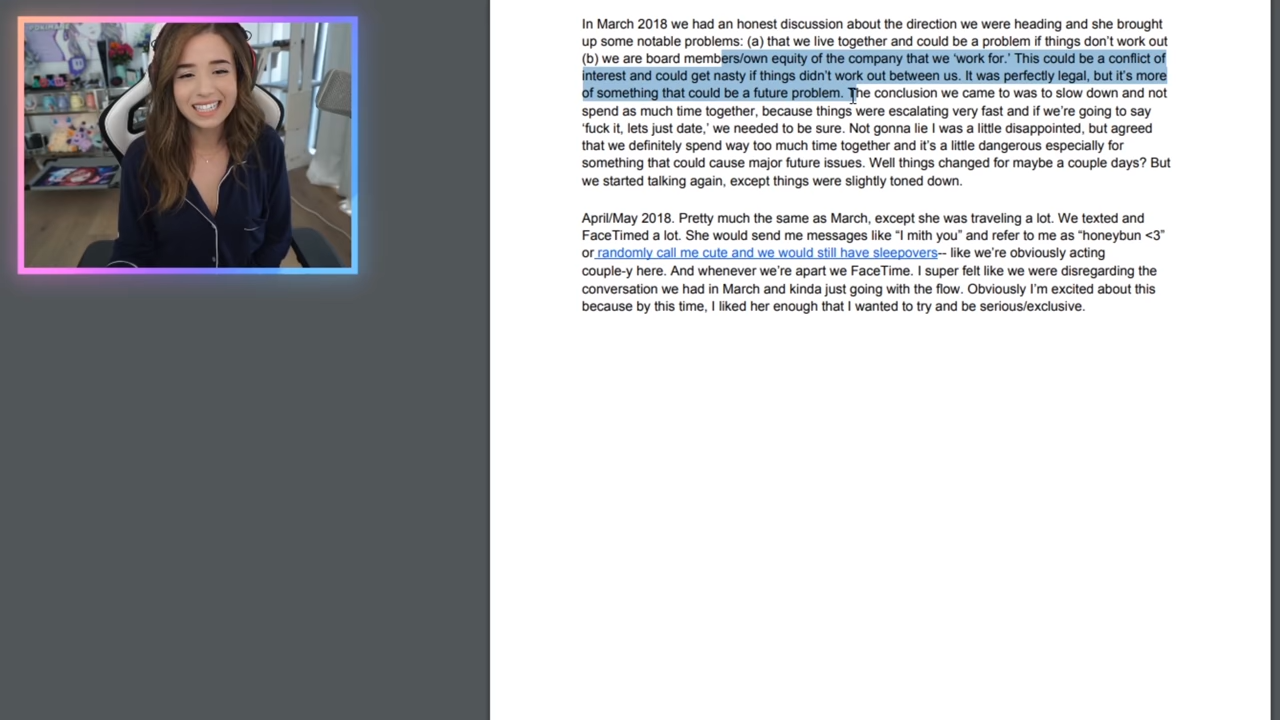 In March 2018 we had an honest discussion about the direction we were heading and she brought
up some notable problems: (a) that we live together and could be a problem if things don’t work out
(b) we are board members/own equity of the company that we ‘work for.’ This could be a conflict of
interest and could get nasty if things didn’t work out between us. It was perfectly legal, but it’s more
of something that could be a future problem. The conclusion we came to was to slow down and not
spend as much time together, because things were escalating very fast and if we’re going to say
‘fuck it, lets just date,’ we needed to be sure. Not gonna lie I was a little disappointed, but agreed
that we definitely spend way too much time together and it’s a little dangerous especially for
something that could cause major future issues. Well things changed for maybe a couple days? But
we started talking again, except things were slightly toned down.
April/May 2018. Pretty much the same as March, except she was traveling a lot. We texted and
FaceTimed a lot. She would send me messages like “I mith you” and refer to me as “honeybun <3”
or randomly call me cute and we would still have sleepovers-- like we’re obviously acting
couple-y here. And whenever we’re apart we FaceTime. I super felt like we were disregarding the
conversation we had in March and kinda just going with the flow. Obviously I’m excited about this
because by this time, I liked her enough that I wanted to try and be serious/exclusive.